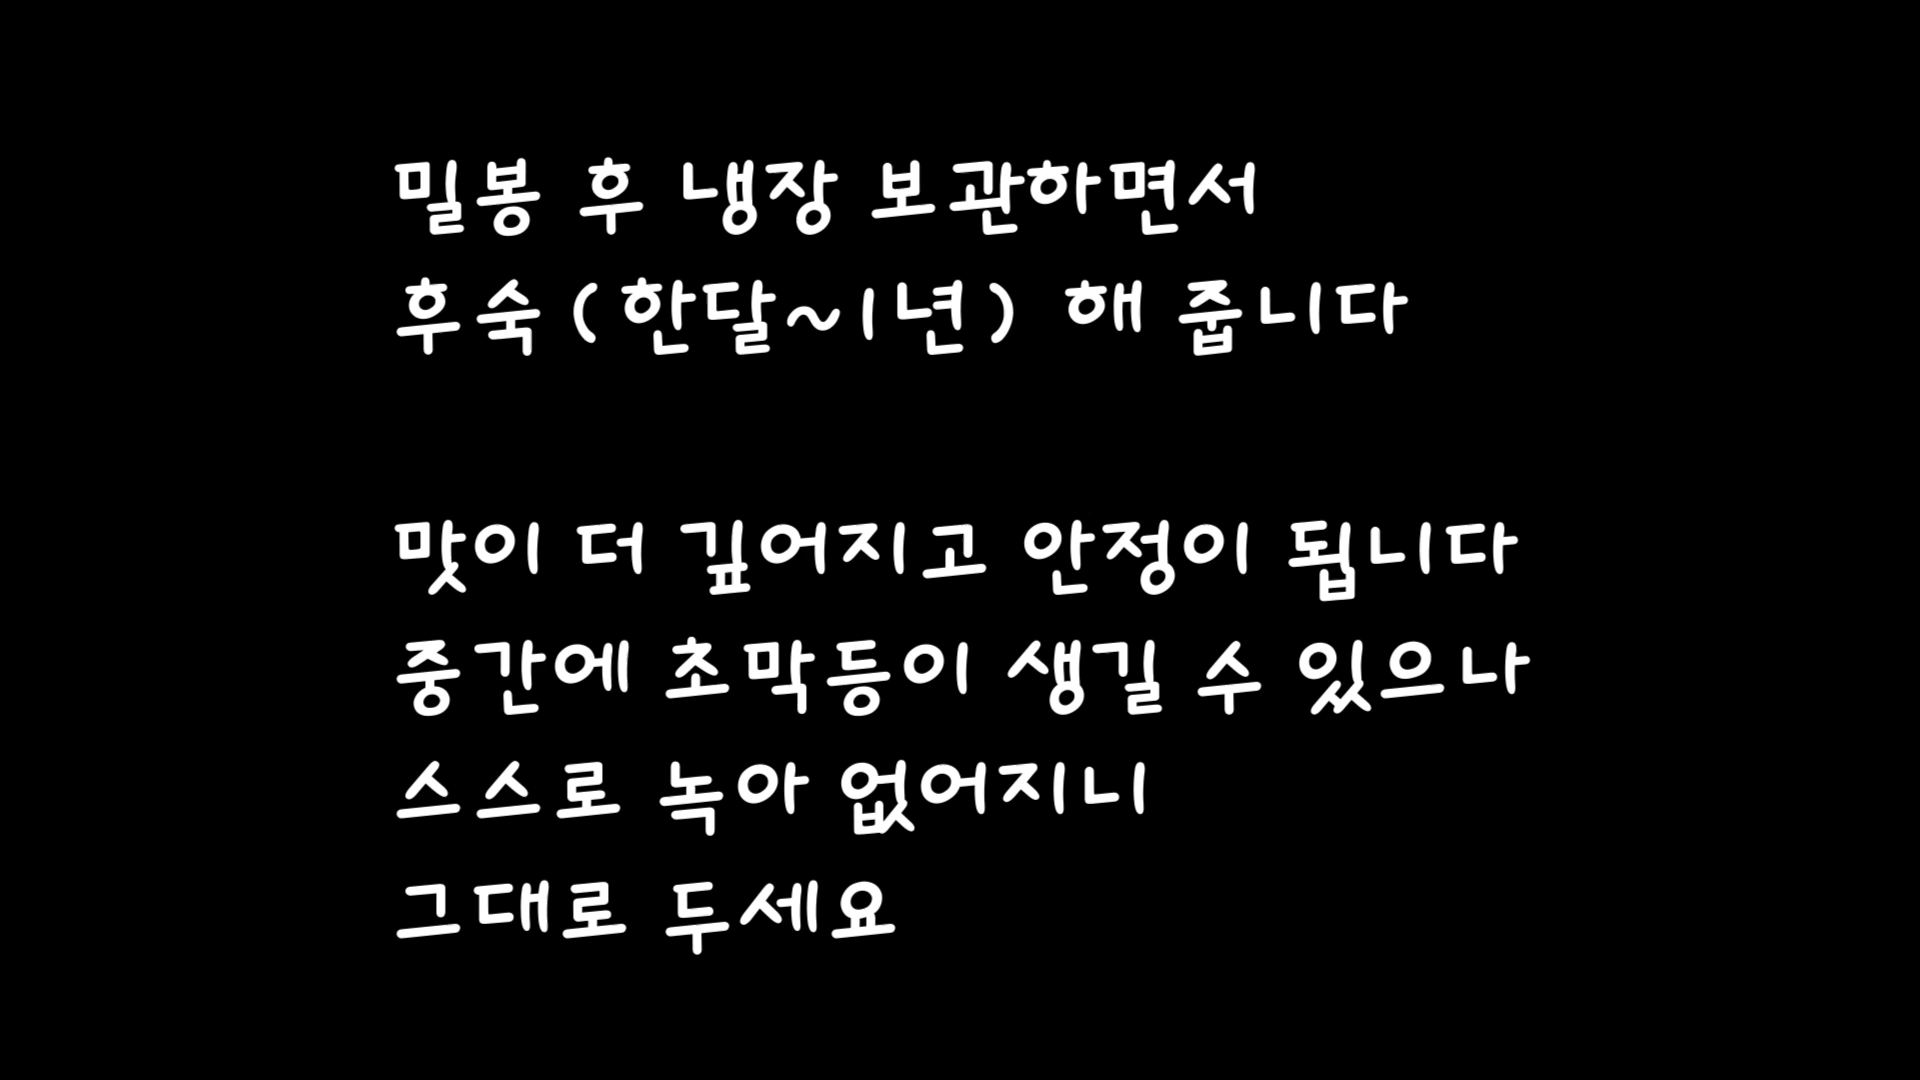 밀봉 후 냉장 보관하면서
후숙(한달~1년) 해 줍니다
맛이 더 깊어지고 안정이 됩니다
중간에 초막등이 생길 수 있으나
스스로 녹아 없어지니
그대로 두세요